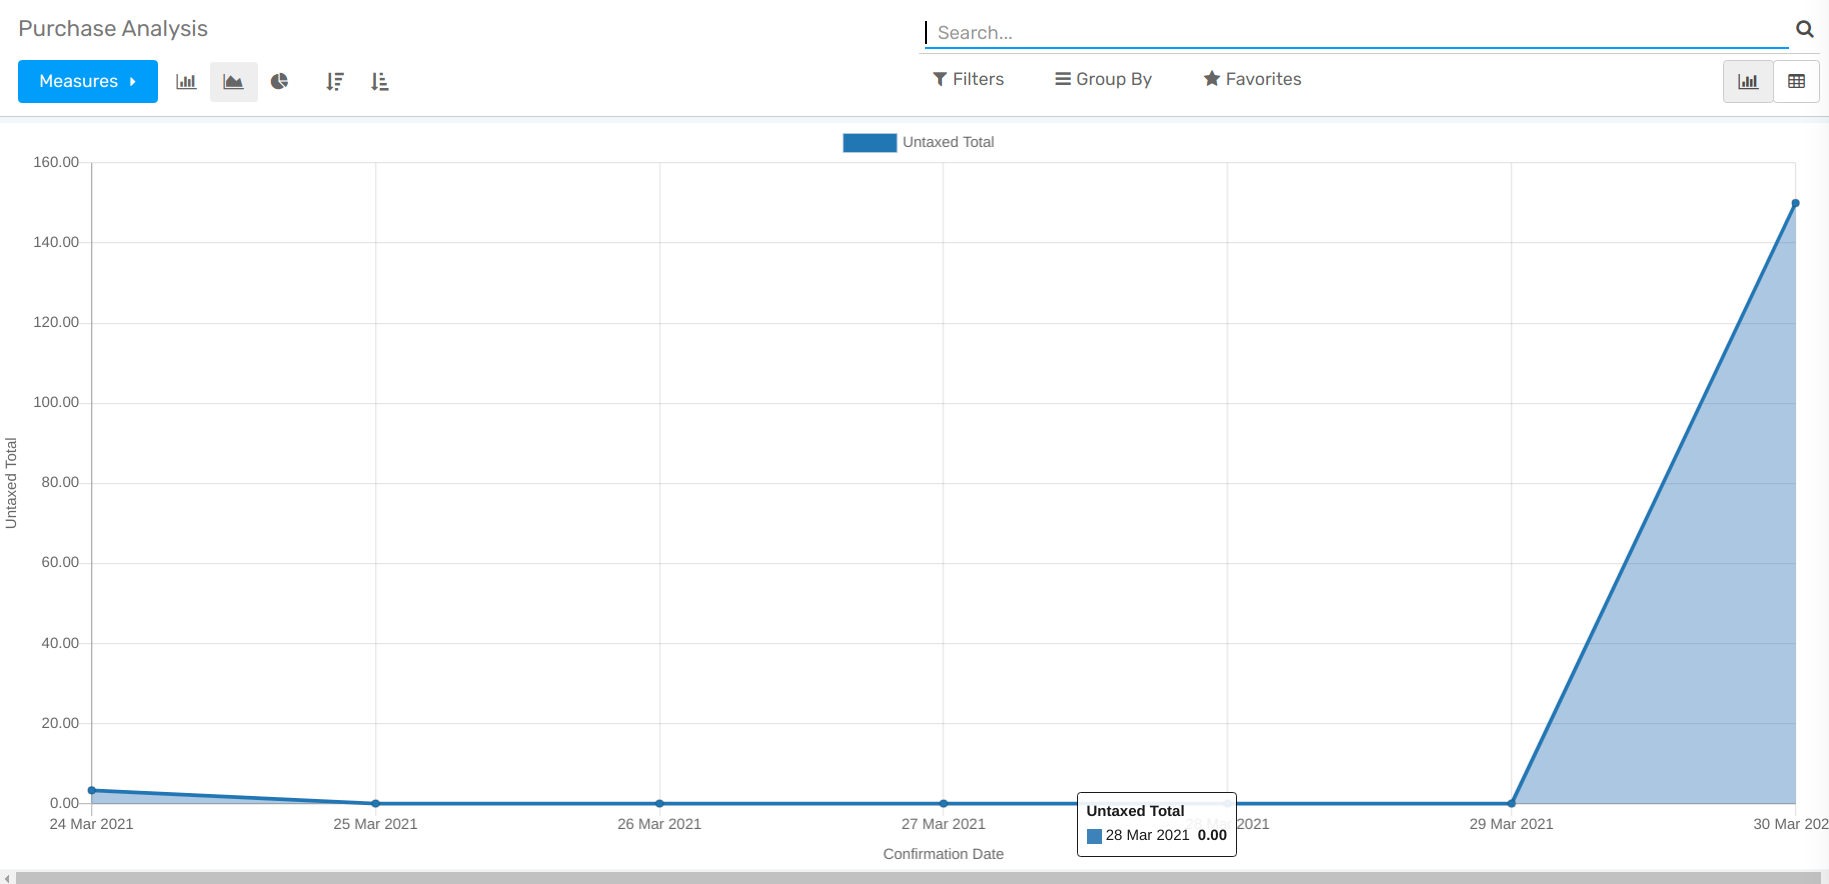 Purchase Analysis
Search...
Measures
Filters
Group By
Favorites
Untaxed Total
160.00
140.00
120.00
100.00
80.00
60.00
40.00
20.00
0.00
Untaxed Total
24 Mar 2021
25 Mar 2021
26 Mar 2021
27 Mar 2021
28 Mar 2021
29 Mar 2021
30 Mar 202
Untaxed Total
28 Mar 2021 0.00
Confirmation Date